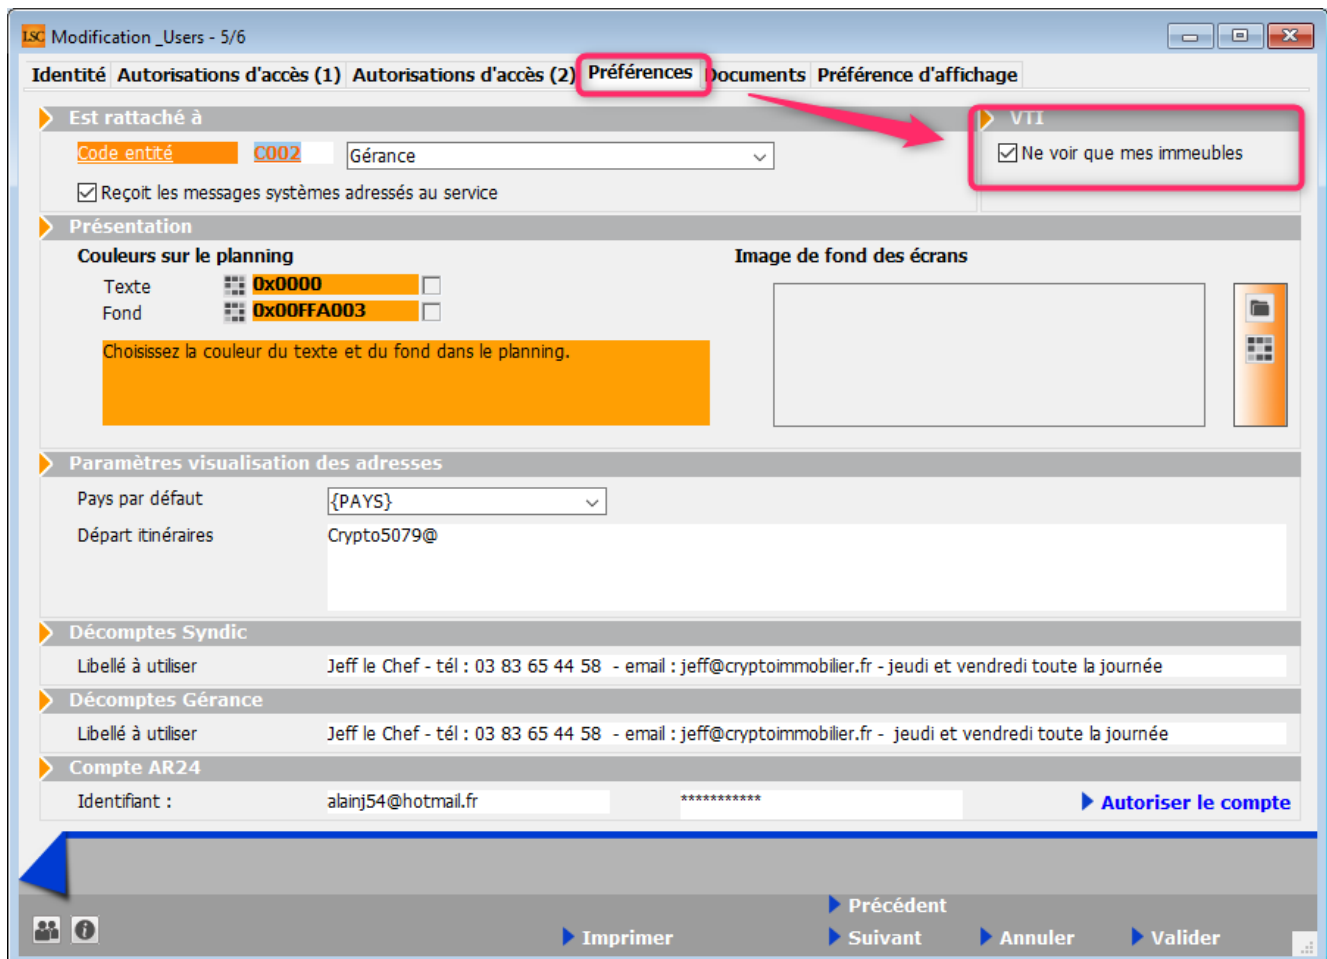 LSC Modification _Users - 5/6
Identité Autorisations d'accès (1) Autorisations d'accès (2) Préférences Documents Préférence d'affichage
Est rattaché à
VTI
Code entité C002 Gérance
Ne voir que mes immeubles
Reçoit les messages systèmes adressés au service
Présentation
Couleurs sur le planning
Image de fond des écrans
Texte 0x0000
Fond 0x00FFA003
Choisissez la couleur du texte et du fond dans le planning.
Paramètres visualisation des adresses
Pays par défaut {PAYS}
Départ itinéraires Crypto5079@
Décomptes Syndic
Libellé à utiliser Jeff le Chef - tél : 03 83 65 44 58 - email : jeff@cryptoimmobilier.fr - jeudi et vendredi toute la journée
Décomptes Gérance
Libellé à utiliser Jeff le Chef - tél : 03 83 65 44 58 - email : jeff@cryptoimmobilier.fr - jeudi et vendredi toute la journée
Compte AR24
Identifiant : alainj54@hotmail.fr *********** Autoriser le compte
Précédent
Imprimer Suivant Annuler Valider